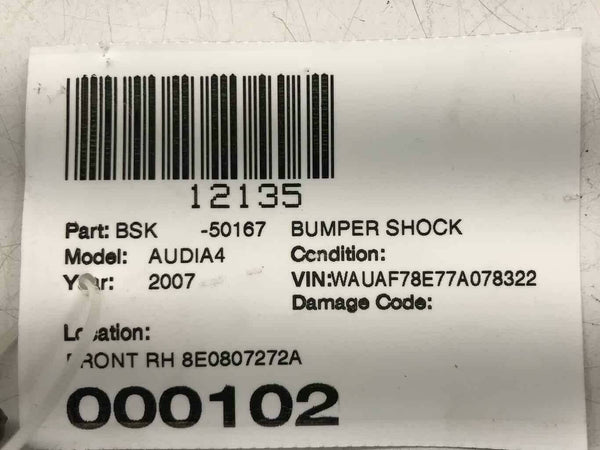 12135
Part: BSK -50167 BUMPER SHOCK
Model: AUDIA4 Condition:
Year: 2007 VIN:WAUAF78E77A078322
Damage Code:
Location:
FRONT RH 8E0807272A
000102